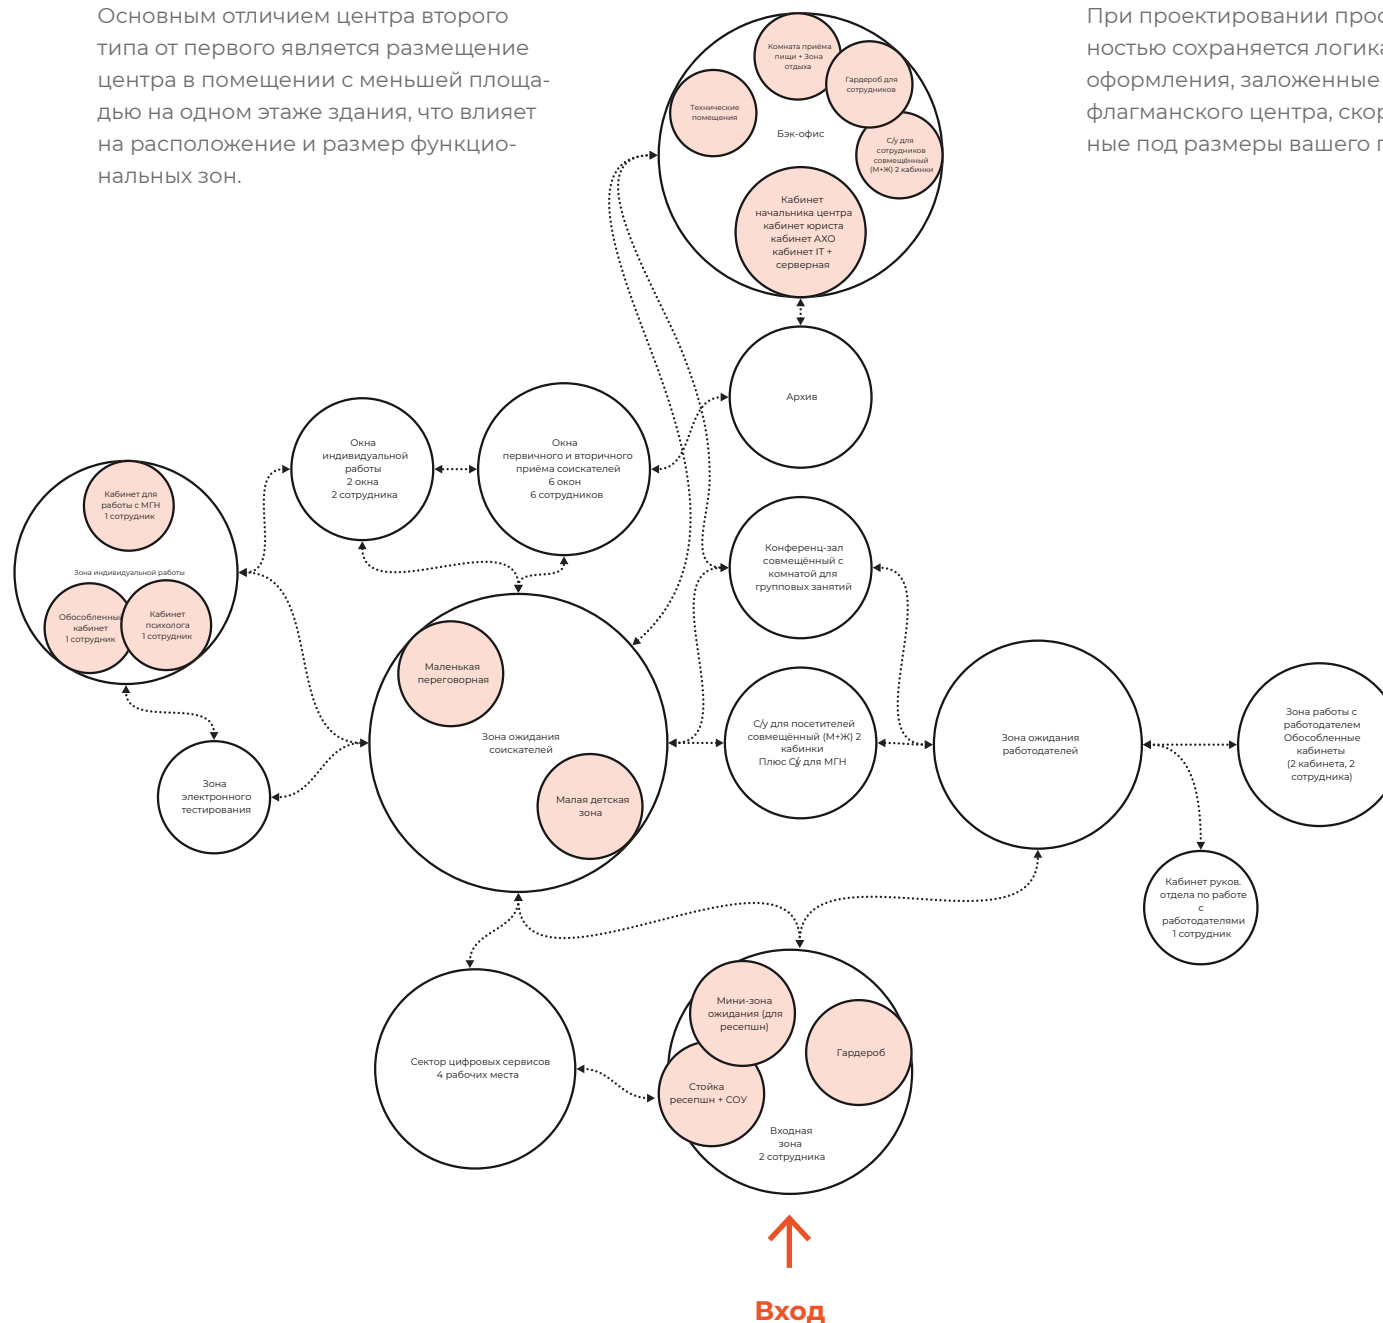 Основным отличием центра второго
типа от первого является размещение
центра в помещении с меньшей площа-
дью на одном этаже здания, что влияет
на расположение и размер функцио-
нальных зон.
При проектировании
ностью сохраняется
оформления, заложенные
флагманского центра,
ные под размеры вашего
Комната приёма
пищи + Зона
отдыха
Гардероб для
сотрудников
Технические
помещения
Бэк-офис
С/у для
сотрудников
совмещённый
(М+Ж) 2 кабинки
Кабинет
начальника центра
кабинет юриста
кабинет АХО
кабинет IT +
серверная
Архив
Окна
индивидуальной
работы
2 окна
2 сотрудника
Окна
первичного и вторичного
приёма соискателей
6 окон
6 сотрудников
Кабинет для
работы с МГН
1 сотрудник
Зона индивидуальной работы
Обособленный
кабинет
1 сотрудник
Кабинет
психолога
1 сотрудник
Конференц-зал
совмещённый с
комнатой для
групповых занятий
Маленькая
переговорная
Зона ожидания
соискателей
Малая детская
зона
С/у для посетителей
совмещённый (М+Ж) 2
кабинки
Плюс С/у для МГН
Зона ожидания
работодателей
Зона работы с
работодателем
Обособленные
кабинеты
(2 кабинета, 2
сотрудника)
Зона
электронного
тестирования
Кабинет руков.
отдела по работе
с
работодателями
1 сотрудник
Сектор цифровых сервисов
4 рабочих места
Мини-зона
ожидания (для
ресепшн)
Гардероб
Стойка
ресепшн + СОУ
Входная
зона
2 сотрудника
Вход